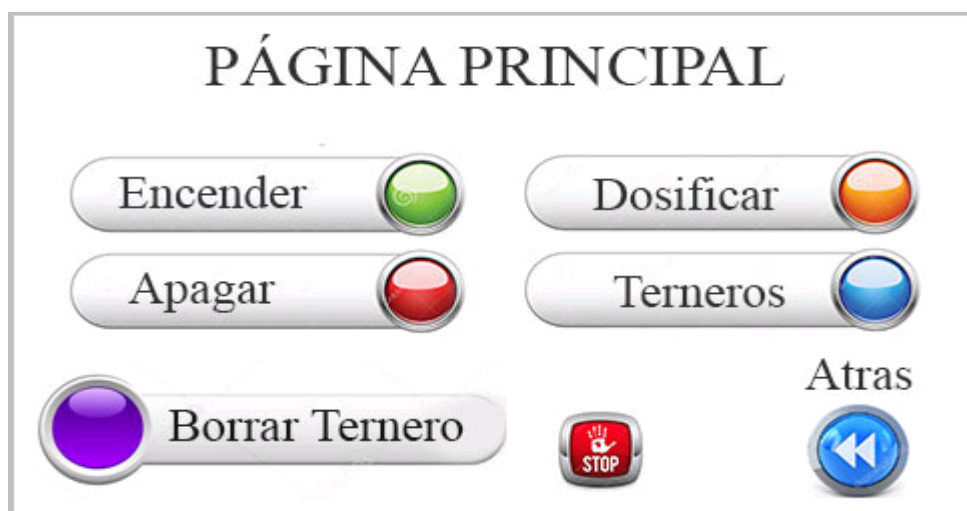 PÁGINA PRINCIPAL
Encender
Dosificar
Apagar
Terneros
Atras
Borrar Ternero
STOP